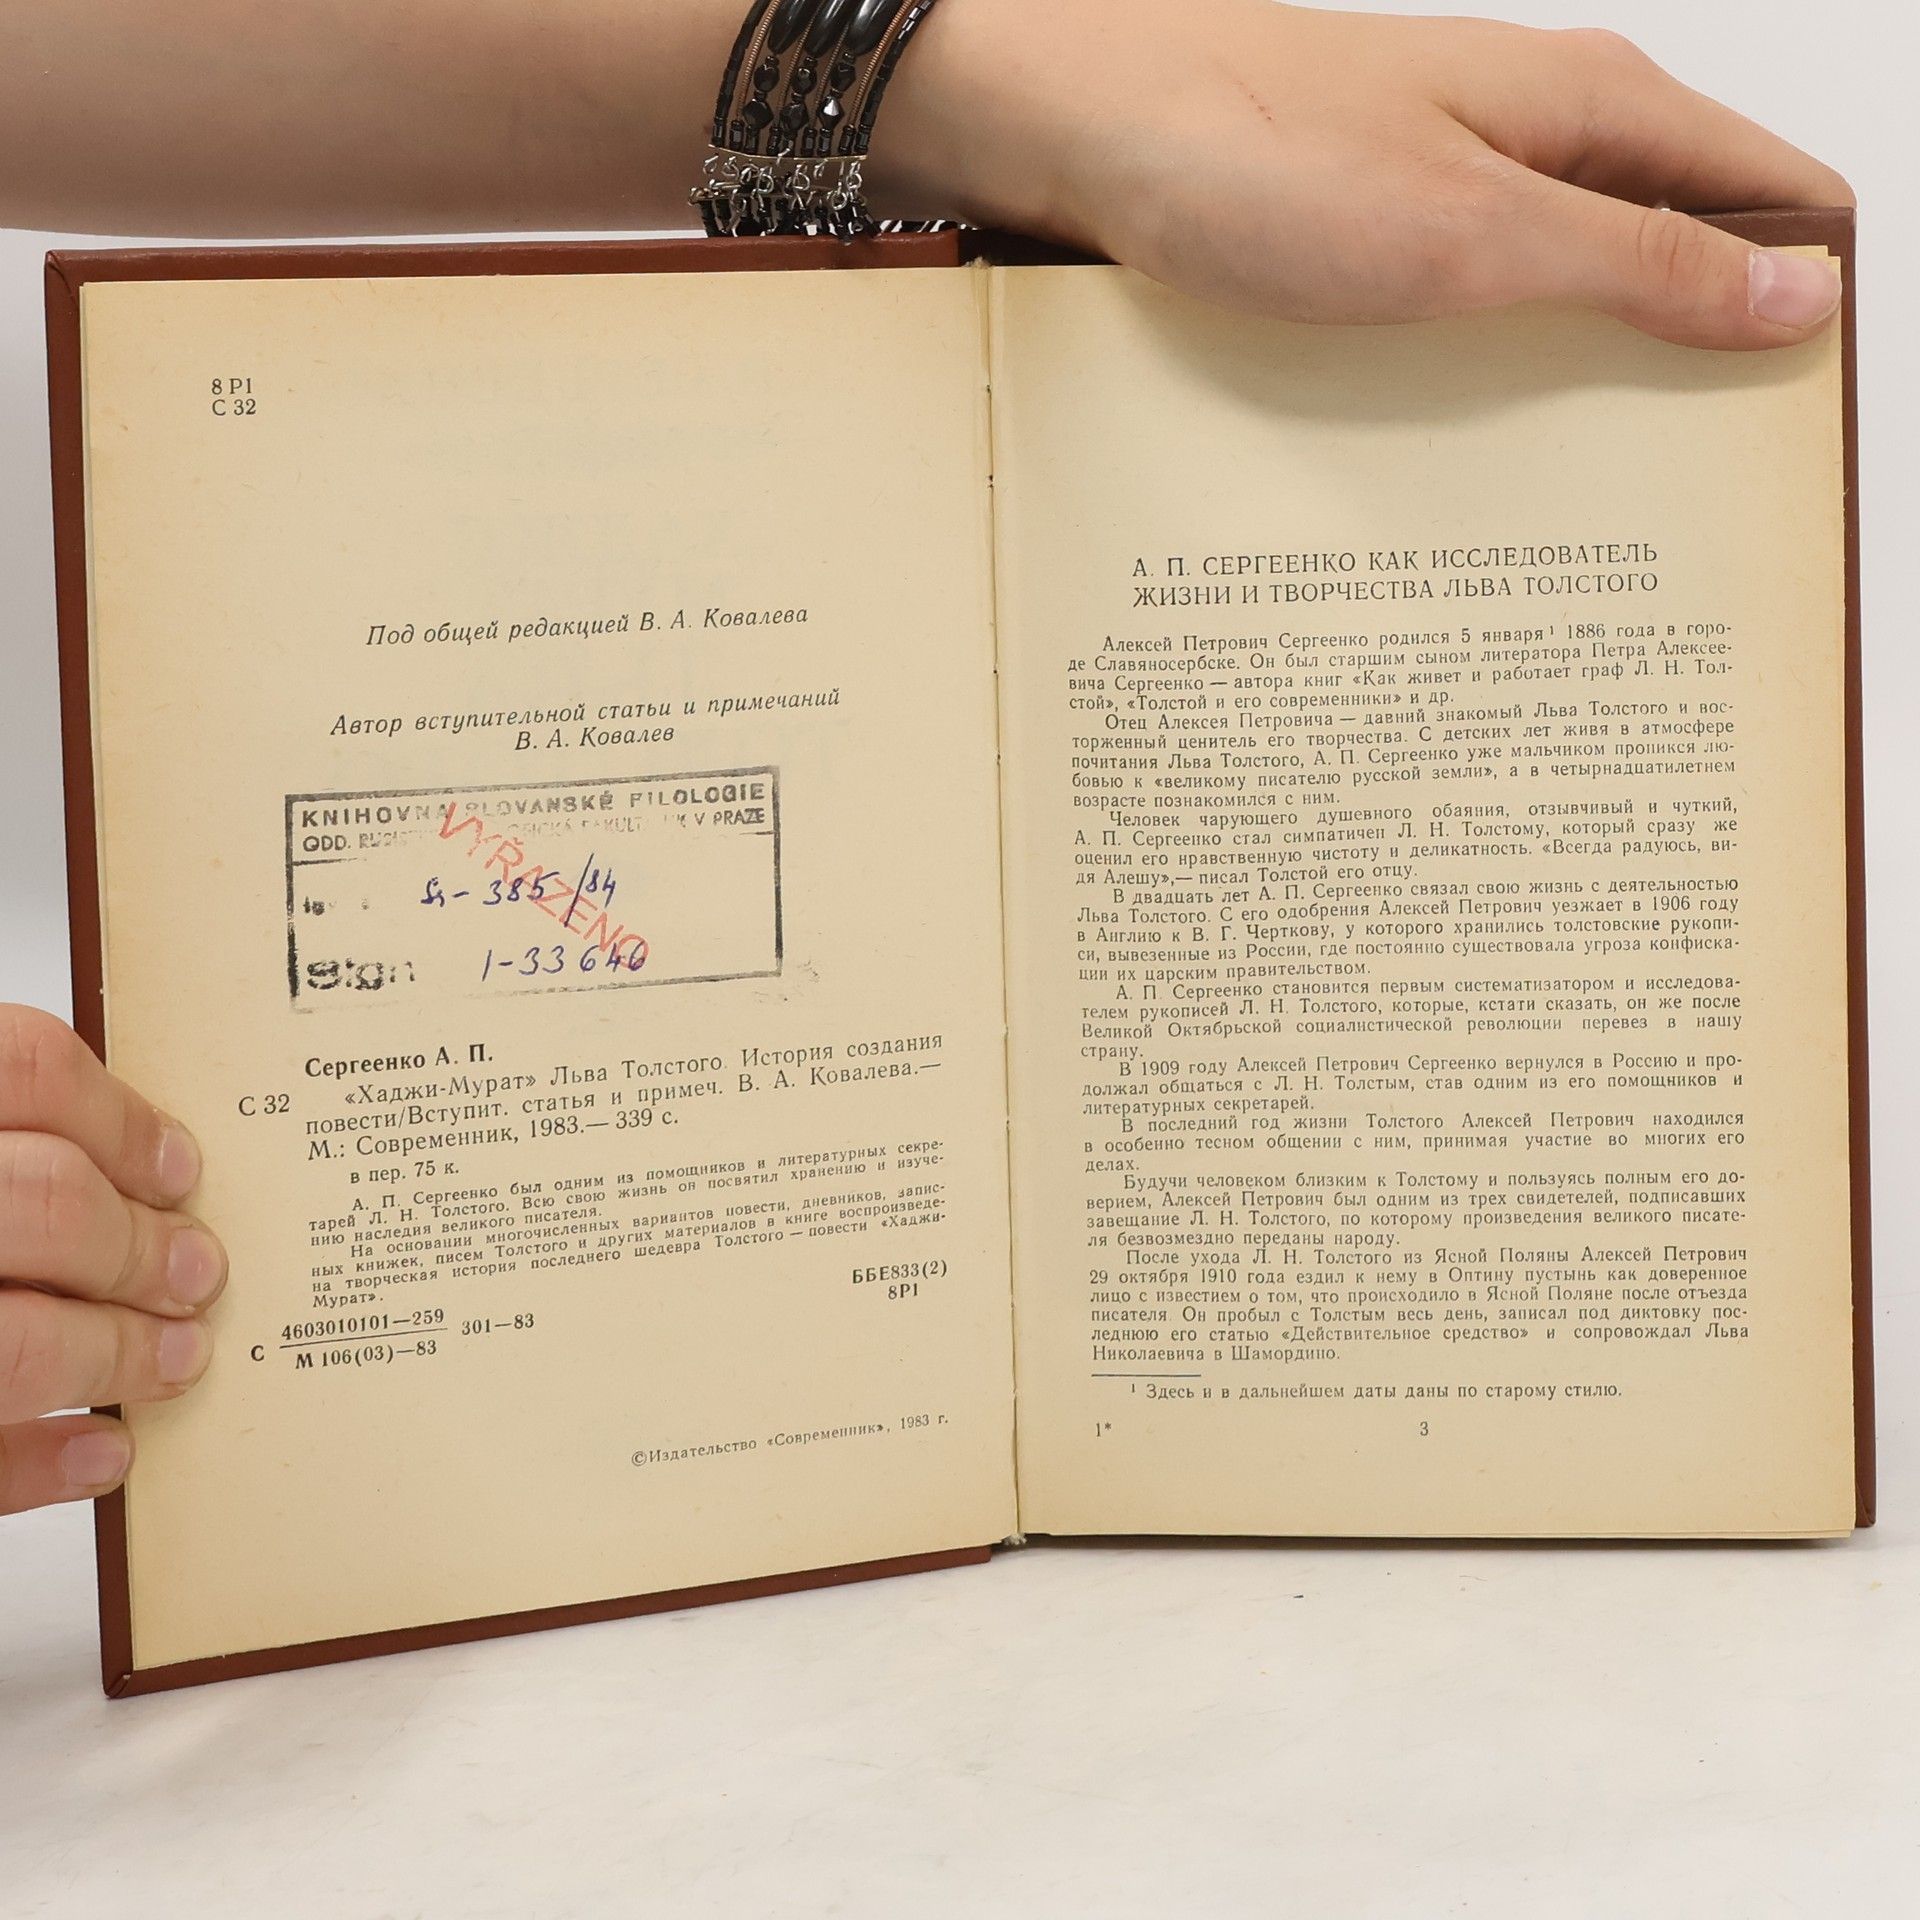 8Р1
С 32
Под общей редакцией В. А. Ковалева
Автор вступительной статьи и примечаний
В. А. Ковалев
KNIHOVNA SLOVANSKÉ FILOLOGIE
ODD. V PRAZE
VYŘAZENO
385/84
Sign 1-33646
Сергеенко А. П.
С 32 «Хаджи-Мурат» Льва Толстого. История создания
повести/Вступит. статья и примеч. В. А. Ковалева.—
М.: Современник, 1983.— 339 с.
в пер. 75 к.
А. П. Сергеенко был одним из помощников и литературных секре-
тарей Л. Н. Толстого. Всю свою жизнь он посвятил хранению и изуче-
нию наследия великого писателя.
На основании многочисленных вариантов повести, дневников, запис-
ных книжек, писем Толстого и других материалов в книге воспроизведе-
на творческая история последнего шедевра Толстого — повести «Хаджи-
Мурат».
С 4603010101—259 301—83
М 106(03)—83
ББЕ833(2)
8Р1
©Издательство «Современник», 1983 г.
А. П. СЕРГЕЕНКО КАК ИССЛЕДОВАТЕЛЬ
ЖИЗНИ И ТВОРЧЕСТВА ЛЬВА ТОЛСТОГО
Алексей Петрович Сергеенко родился 5 января¹ 1886 года в горо-
де Славяносербске. Он был старшим сыном литератора Петра Алексее-
вича Сергеенко — автора книг «Как живет и работает граф Л. Н. Тол-
стой», «Толстой и его современники» и др.
Отец Алексея Петровича — давний знакомый Льва Толстого и вос-
торженный ценитель его творчества. С детских лет живя в атмосфере
почитания Льва Толстого, А. П. Сергеенко уже мальчиком проникся лю-
бовью к «великому писателю русской земли», а в четырнадцатилетнем
возрасте познакомился с ним.
Человек чарующего душевного обаяния, отзывчивый и чуткий,
А. П. Сергеенко стал симпатичен Л. Н. Толстому, который сразу же
оценил его нравственную чистоту и деликатность. «Всегда радуюсь, ви-
дя Алешу»,— писал Толстой его отцу.
В двадцать лет А. П. Сергеенко связал свою жизнь с деятельностью
Льва Толстого. С его одобрения Алексей Петрович уезжает в 1906 году
в Англию к В. Г. Черткову, у которого хранились толстовские рукопи-
си, вывезенные из России, где постоянно существовала угроза конфиска-
ции их царским правительством.
А. П. Сергеенко становится первым систематизатором и исследова-
телем рукописей Л. Н. Толстого, которые, кстати сказать, он же после
Великой Октябрьской социалистической революции перевез в нашу
страну.
В 1909 году Алексей Петрович Сергеенко вернулся в Россию и про-
должал общаться с Л. Н. Толстым, став одним из его помощников и
литературных секретарей.
В последний год жизни Толстого Алексей Петрович находился
в особенно тесном общении с ним, принимая участие во многих его
делах.
Будучи человеком близким к Толстому и пользуясь полным его до-
верием, Алексей Петрович был одним из трех свидетелей, подписавших
завещание Л. Н. Толстого, по которому произведения великого писате-
ля безвозмездно переданы народу.
После ухода Л. Н. Толстого из Ясной Поляны Алексей Петрович
29 октября 1910 года ездил к нему в Оптину пустынь как доверенное
лицо с известием о том, что происходило в Ясной Поляне после отъезда
писателя. Он пробыл с Толстым весь день, записал под диктовку пос-
леднюю его статью «Действительное средство» и сопровождал Льва
Николаевича в Шамордино.
¹ Здесь и в дальнейшем даты даны по старому стилю.
1*
3